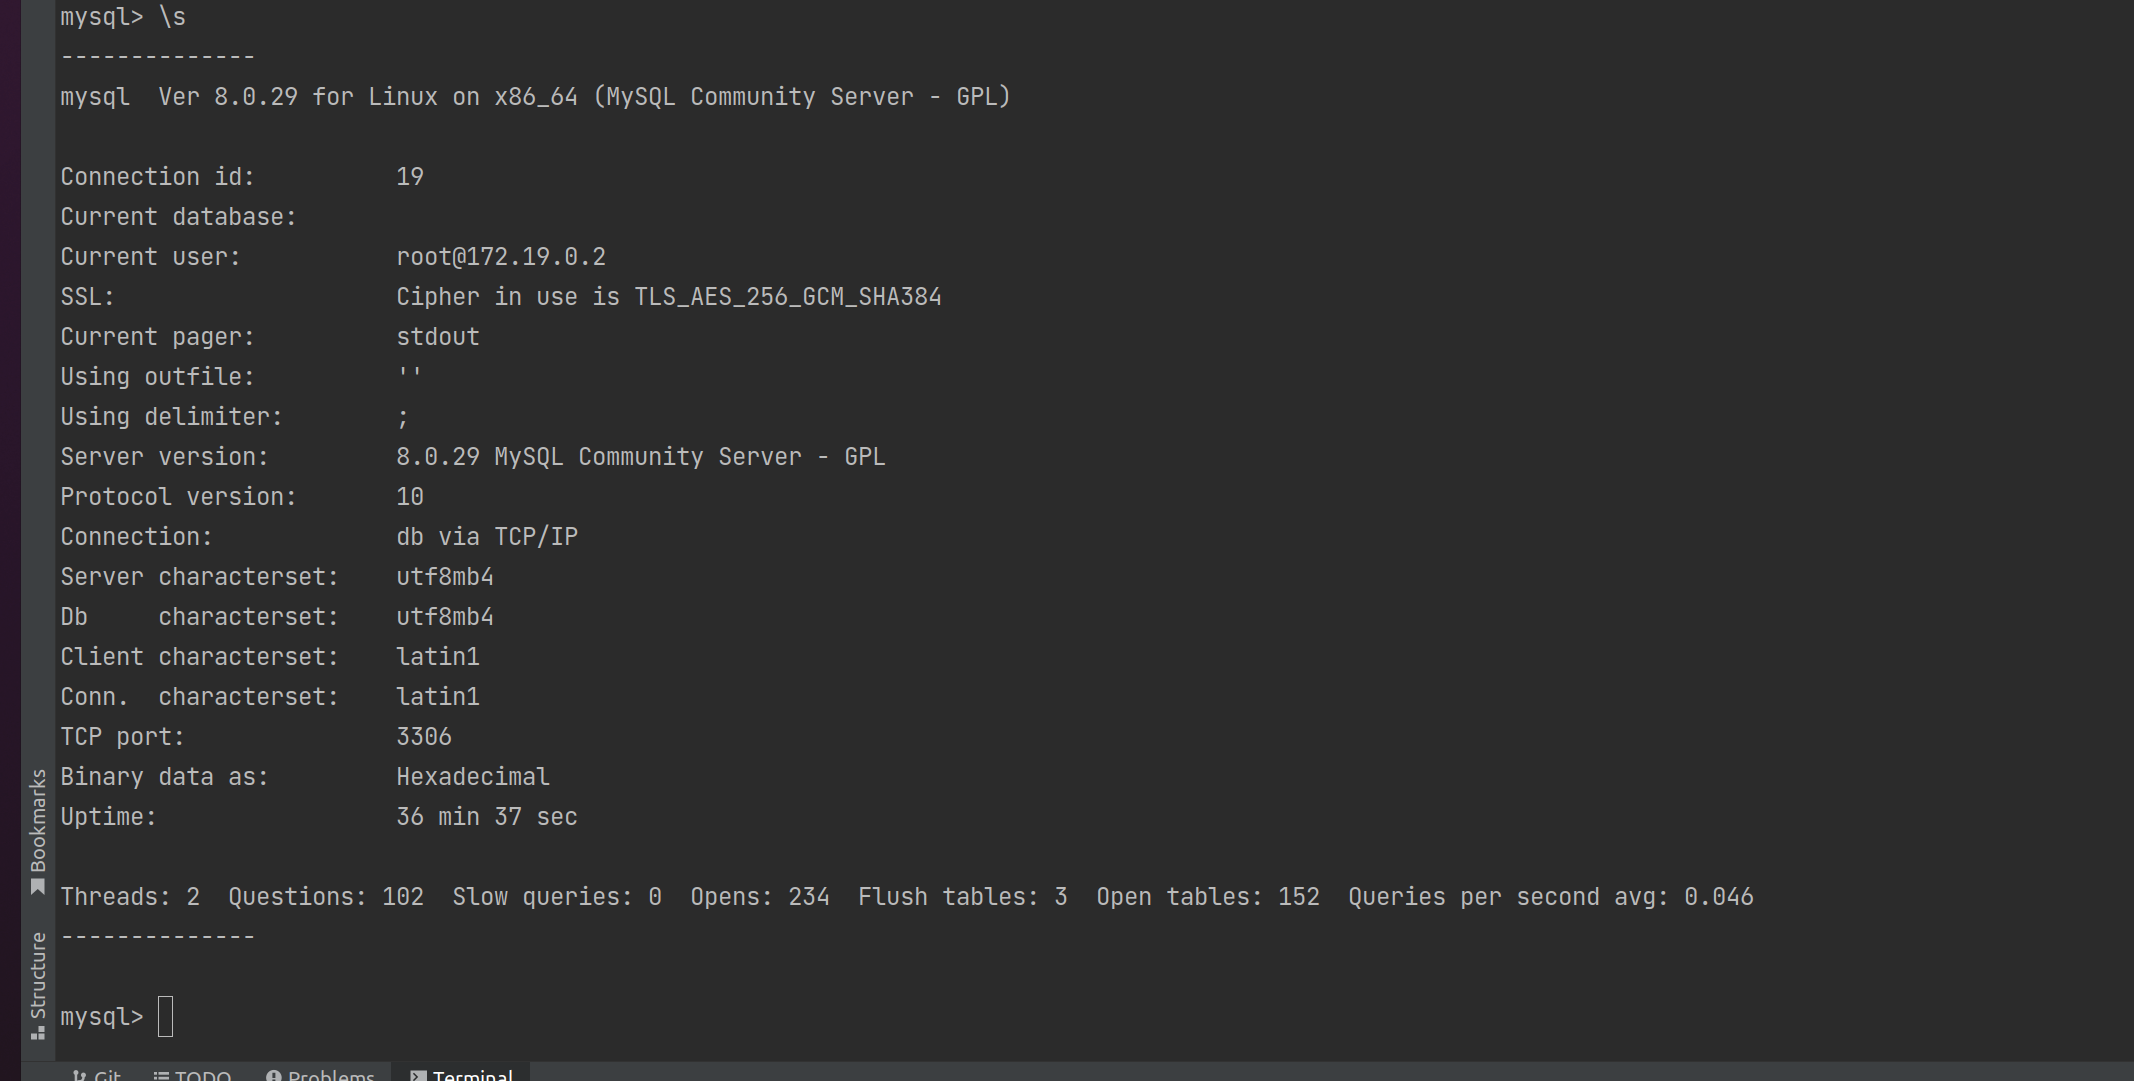 mysql> \s
--------------
mysql  Ver 8.0.29 for Linux on x86_64 (MySQL Community Server - GPL)
Connection id:          19
Current database:
Current user:           root@172.19.0.2
SSL:                    Cipher in use is TLS_AES_256_GCM_SHA384
Current pager:          stdout
Using outfile:          ''
Using delimiter:        ;
Server version:         8.0.29 MySQL Community Server - GPL
Protocol version:       10
Connection:             db via TCP/IP
Server characterset:    utf8mb4
Db     characterset:    utf8mb4
Client characterset:    latin1
Conn.  characterset:    latin1
TCP port:               3306
Binary data as:         Hexadecimal
Uptime:                 36 min 37 sec
Threads: 2  Questions: 102  Slow queries: 0  Opens: 234  Flush tables: 3  Open tables: 152  Queries per second avg: 0.046
--------------
mysql>
Bookmarks
Structure
Git TODO Problems Terminal